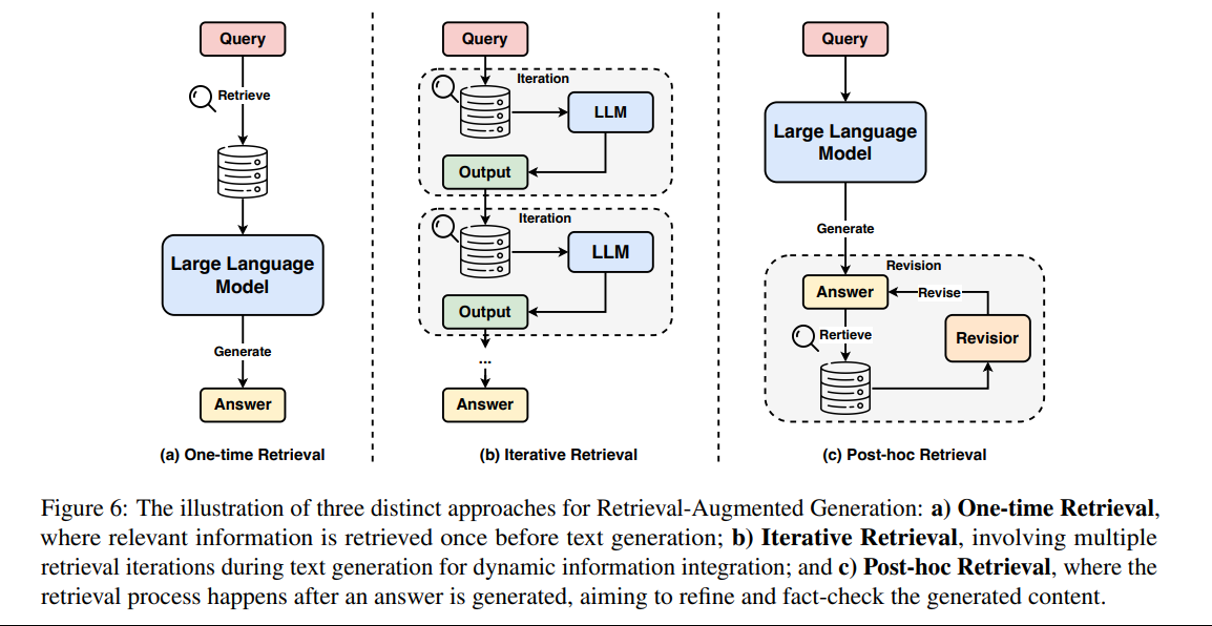 Query
Retrieve
Large Language
Model
Generate
Answer
(a) One-time Retrieval
Query
Iteration
LLM
Output
Iteration
LLM
Output
...
Answer
(b) Iterative Retrieval
Query
Large Language
Model
Generate
Revision
Answer
Revise
Rertieve
Revisior
(c) Post-hoc Retrieval
Figure 6: The illustration of three distinct approaches for Retrieval-Augmented Generation: a) One-time Retrieval,
where relevant information is retrieved once before text generation; b) Iterative Retrieval, involving multiple
retrieval iterations during text generation for dynamic information integration; and c) Post-hoc Retrieval, where the
retrieval process happens after an answer is generated, aiming to refine and fact-check the generated content.